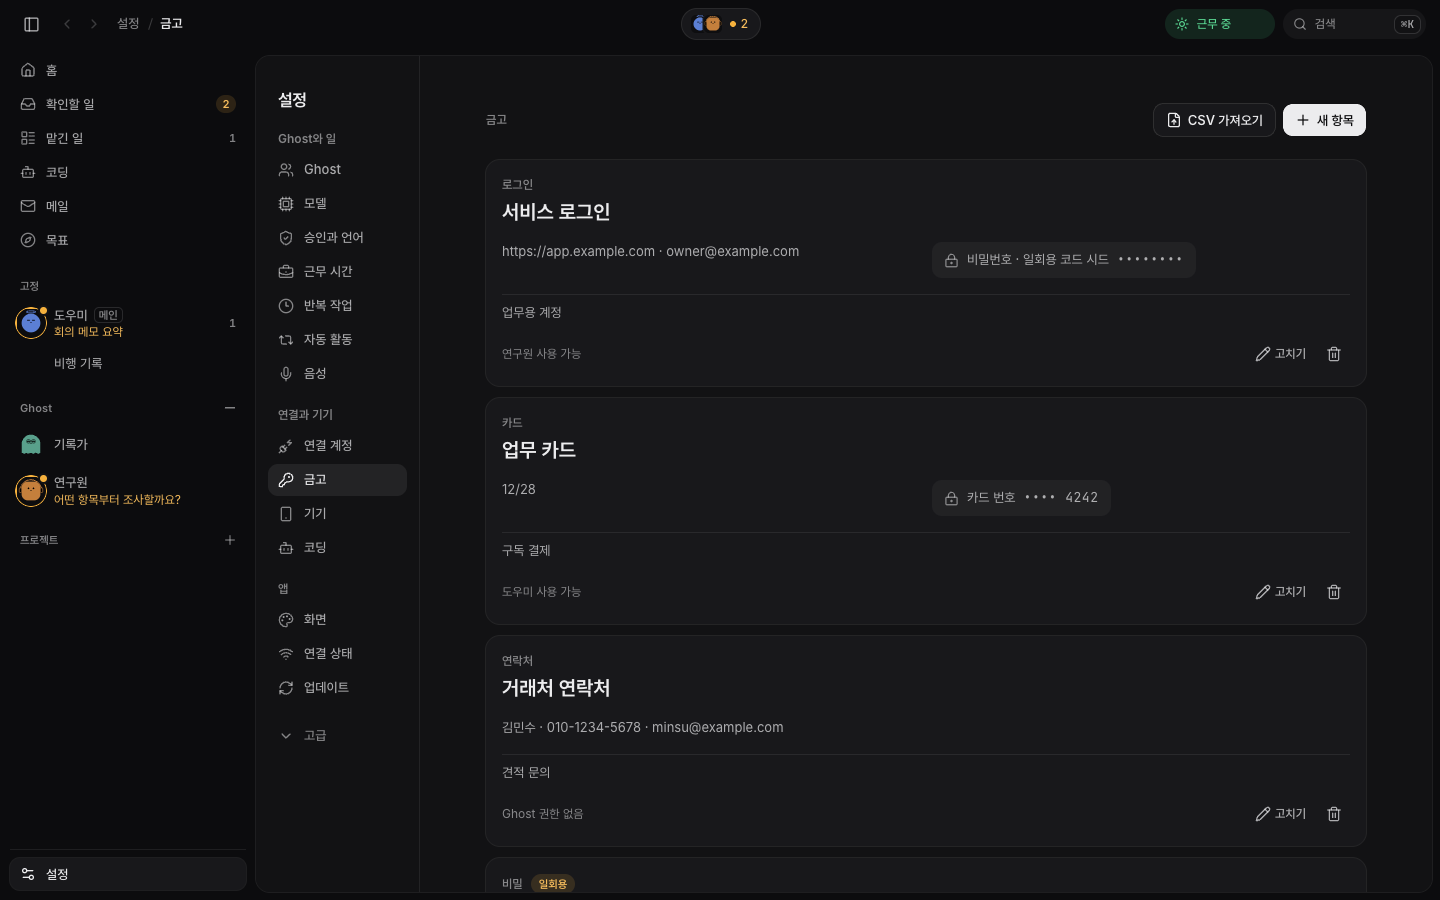 설정 / 금고
2
근무 중
검색
⌘K
홈
확인할 일
2
맡긴 일
1
코딩
메일
목표
고정
도우미 메인
회의 메모 요약
1
비행 기록
Ghost
기록가
연구원
어떤 항목부터 조사할까요?
프로젝트
설정
설정
Ghost와 일
Ghost
모델
승인과 언어
근무 시간
반복 작업
자동 활동
음성
연결과 기기
연결 계정
금고
기기
코딩
앱
화면
연결 상태
업데이트
고급
금고
CSV 가져오기
새 항목
로그인
서비스 로그인
https://app.example.com · owner@example.com
비밀번호 · 일회용 코드 시드 ••••••••
업무용 계정
연구원 사용 가능
고치기
카드
업무 카드
12/28
카드 번호 •••• 4242
구독 결제
도우미 사용 가능
고치기
연락처
거래처 연락처
김민수 · 010-1234-5678 · minsu@example.com
견적 문의
Ghost 권한 없음
고치기
비밀 일회용